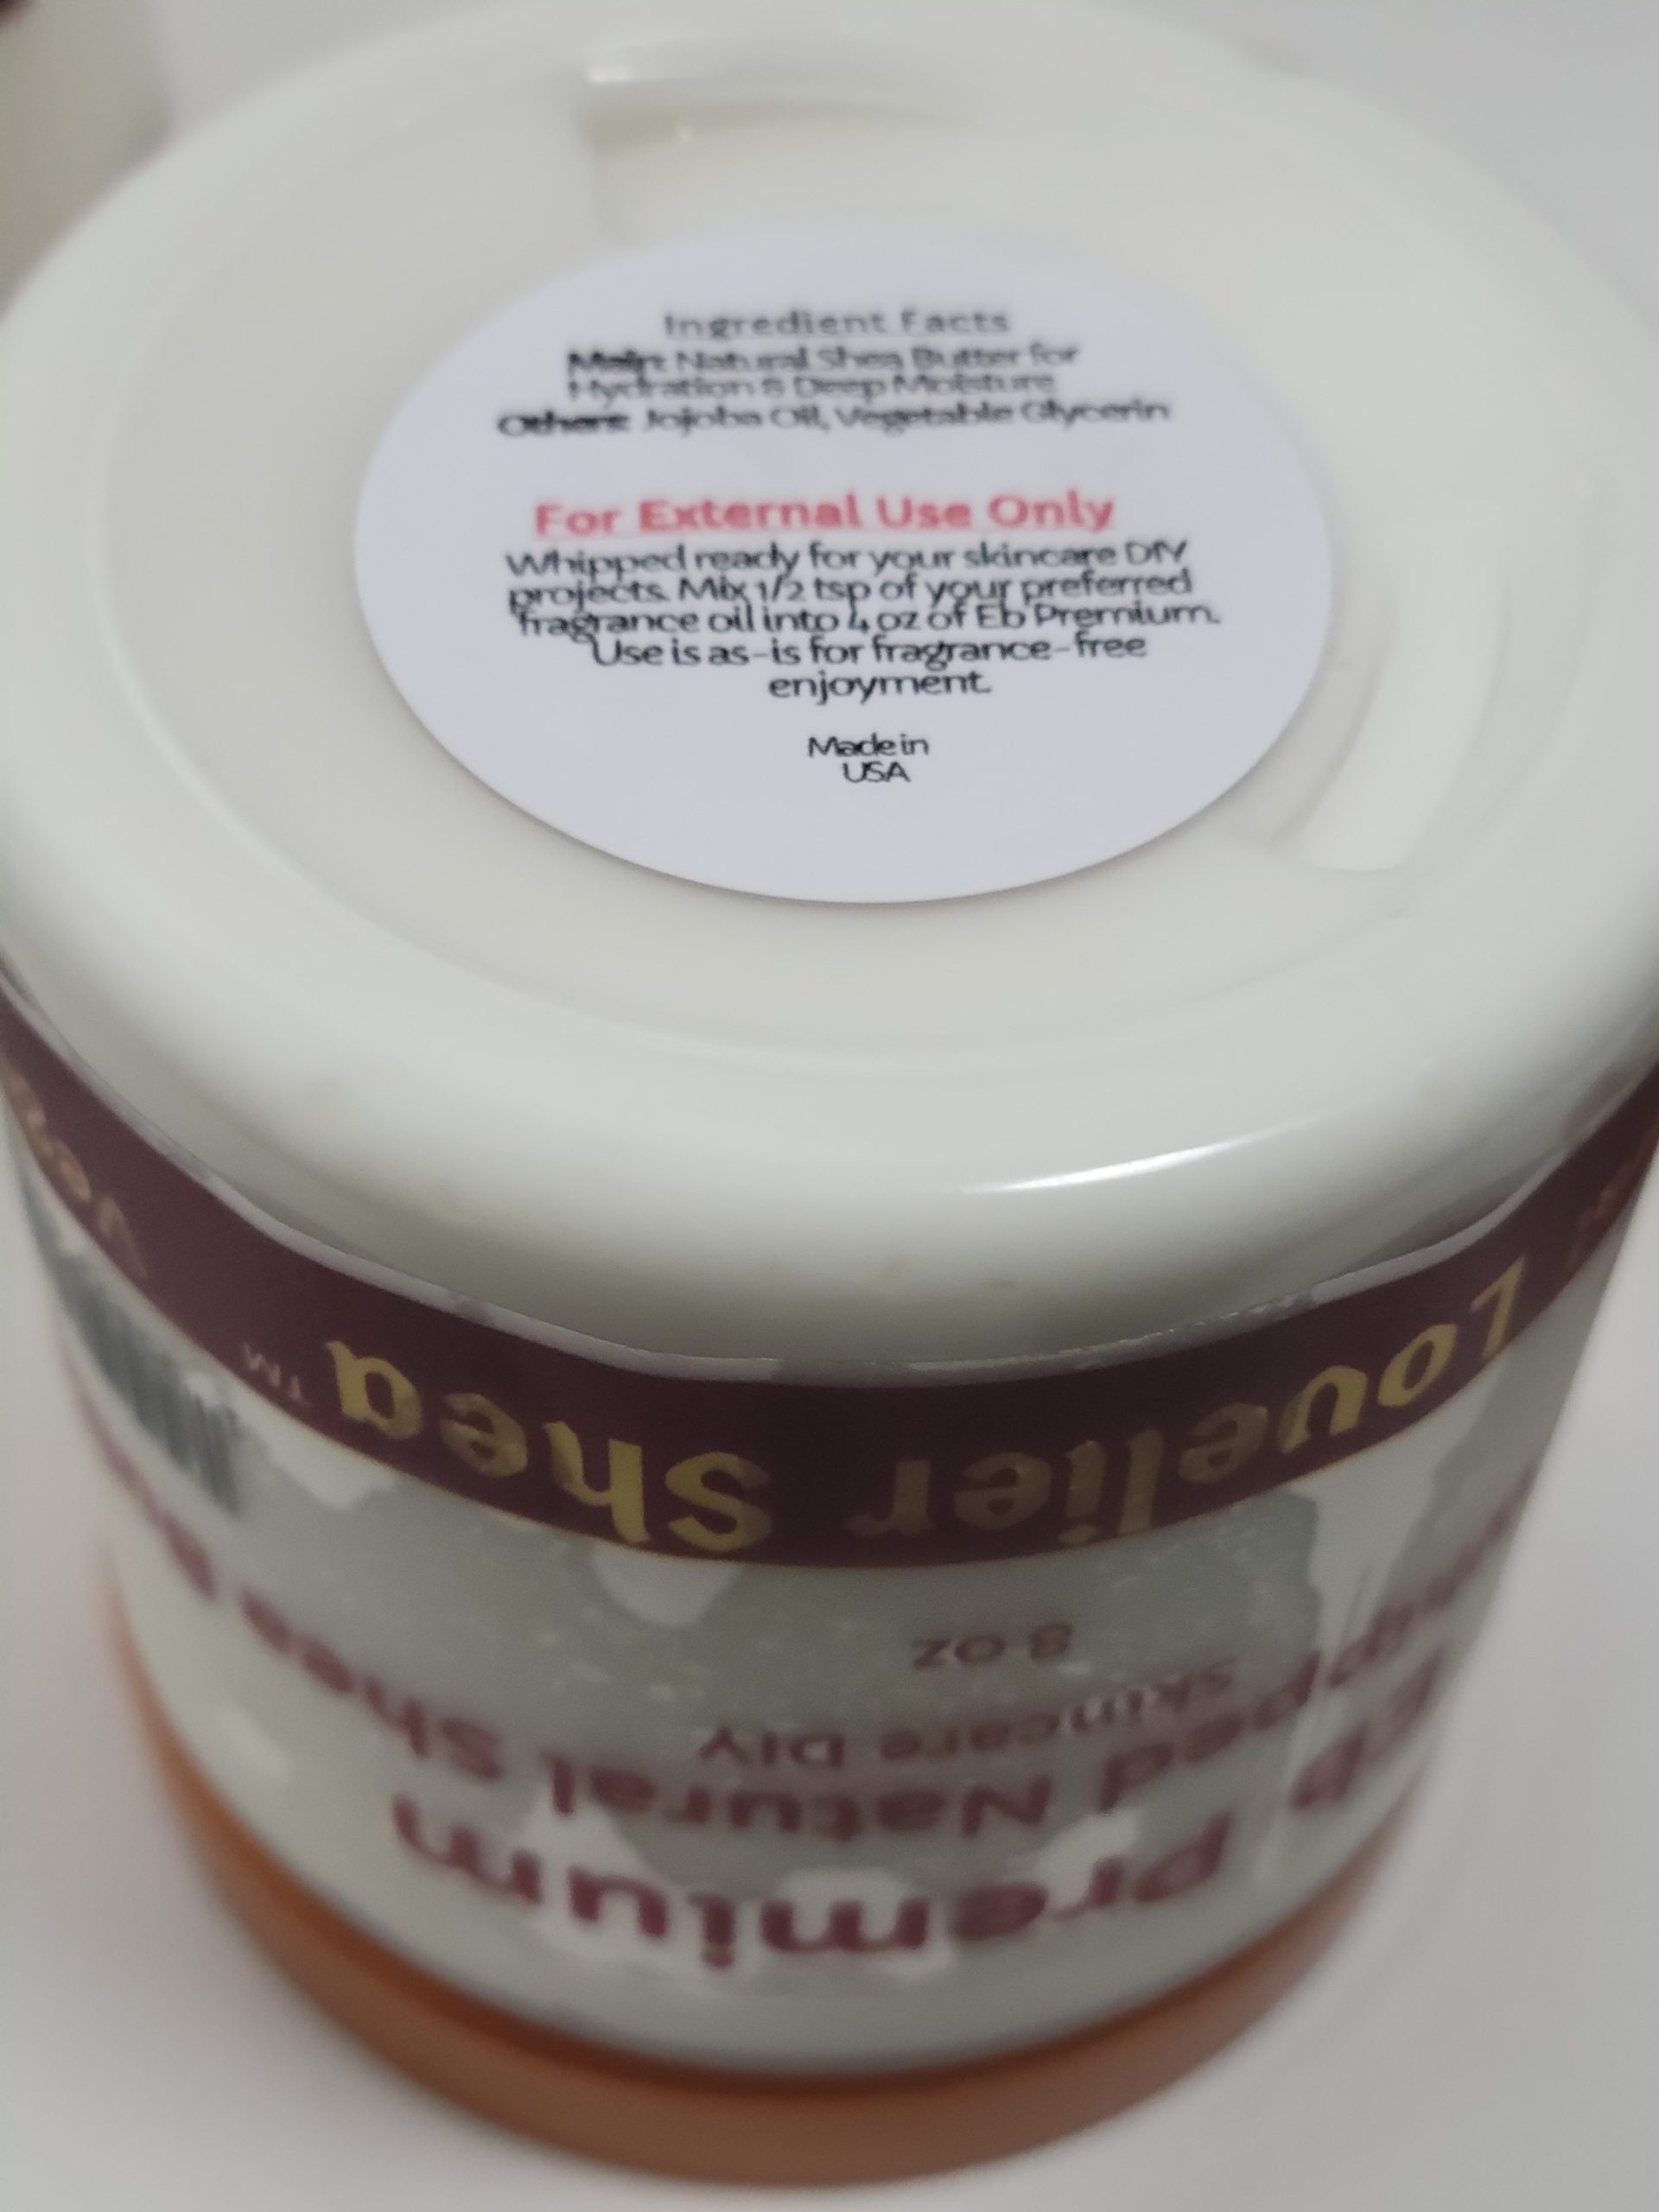 Ingredient Facts
Main: Natural Shea Butter for
Hydration & Deep Moisture
Others: Jojoba Oil, Vegetable Glycerin
For External Use Only
Whipped ready for your skincare DIY
projects. Mix 1/2 tsp of your preferred
fragrance oil into 4 oz of Eb Premium.
Use is as-is for fragrance-free
enjoyment.
Made in
USA
Eb Premium
Natural Shea
skincare DIY
8 oz
Lovelier Shea™